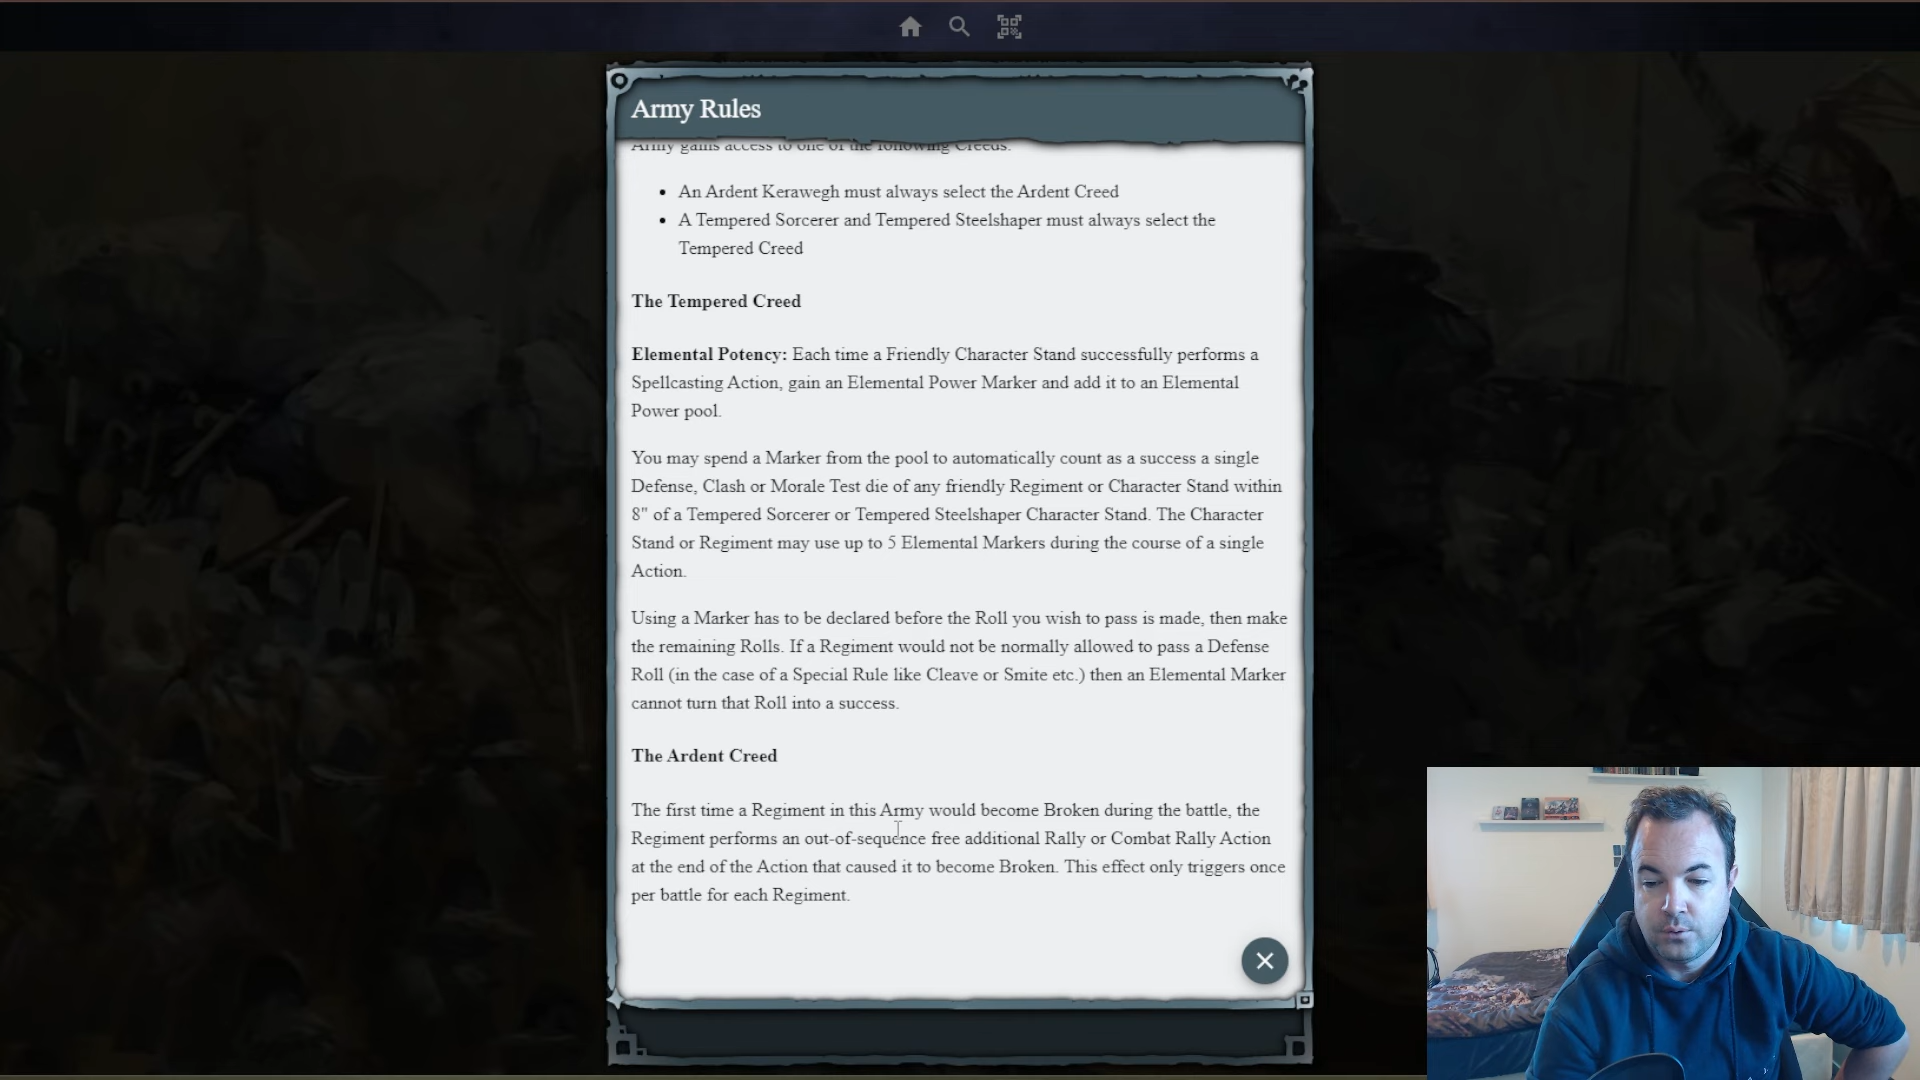 Army Rules
Army gains access to one of the following Creeds.
• An Ardent Kerawegh must always select the Ardent Creed
• A Tempered Sorcerer and Tempered Steelshaper must always select the
Tempered Creed
The Tempered Creed
Elemental Potency: Each time a Friendly Character Stand successfully performs a
Spellcasting Action, gain an Elemental Power Marker and add it to an Elemental
Power pool.
You may spend a Marker from the pool to automatically count as a success a single
Defense, Clash or Morale Test die of any friendly Regiment or Character Stand within
8" of a Tempered Sorcerer or Tempered Steelshaper Character Stand. The Character
Stand or Regiment may use up to 5 Elemental Markers during the course of a single
Action.
Using a Marker has to be declared before the Roll you wish to pass is made, then make
the remaining Rolls. If a Regiment would not be normally allowed to pass a Defense
Roll (in the case of a Special Rule like Cleave or Smite etc.) then an Elemental Marker
cannot turn that Roll into a success.
The Ardent Creed
The first time a Regiment in this Army would become Broken during the battle, the
Regiment performs an out-of-sequence free additional Rally or Combat Rally Action
at the end of the Action that caused it to become Broken. This effect only triggers once
per battle for each Regiment.